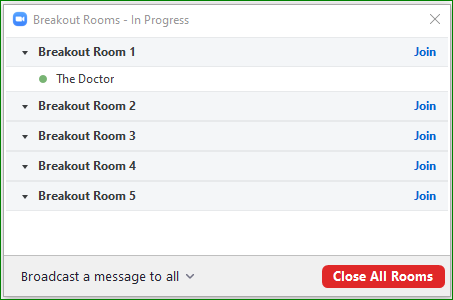 Breakout Rooms - In Progress
Breakout Room 1 Join
The Doctor
Breakout Room 2 Join
Breakout Room 3 Join
Breakout Room 4 Join
Breakout Room 5 Join
Broadcast a message to all Close All Rooms